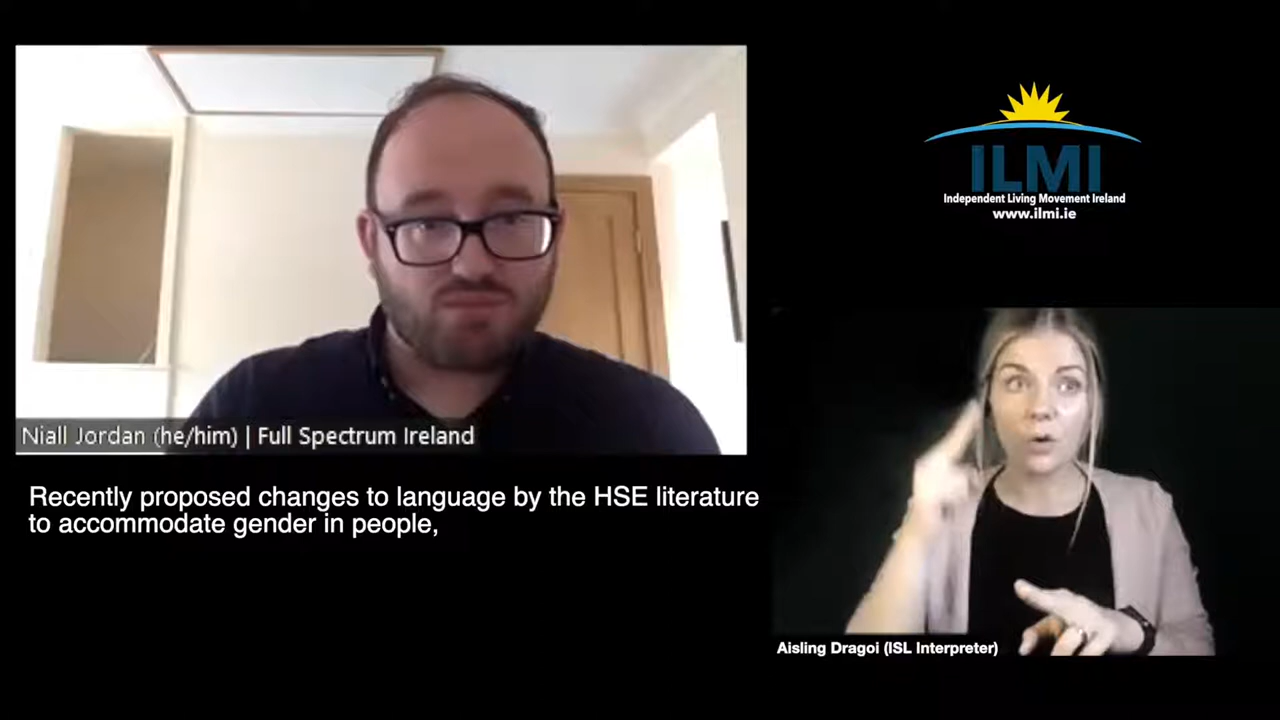 ILMI
Independent Living Movement Ireland
www.ilmi.ie
Niall Jordan (he/him) | Full Spectrum Ireland
Recently proposed changes to language by the HSE literature
to accommodate gender in people,
Aisling Dragoi (ISL Interpreter)